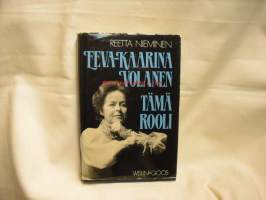 REETTA NIEMINEN
EEVA-KAARINA
VOLANEN
TÄMÄ
ROOLI
WEILIN+GÖÖS